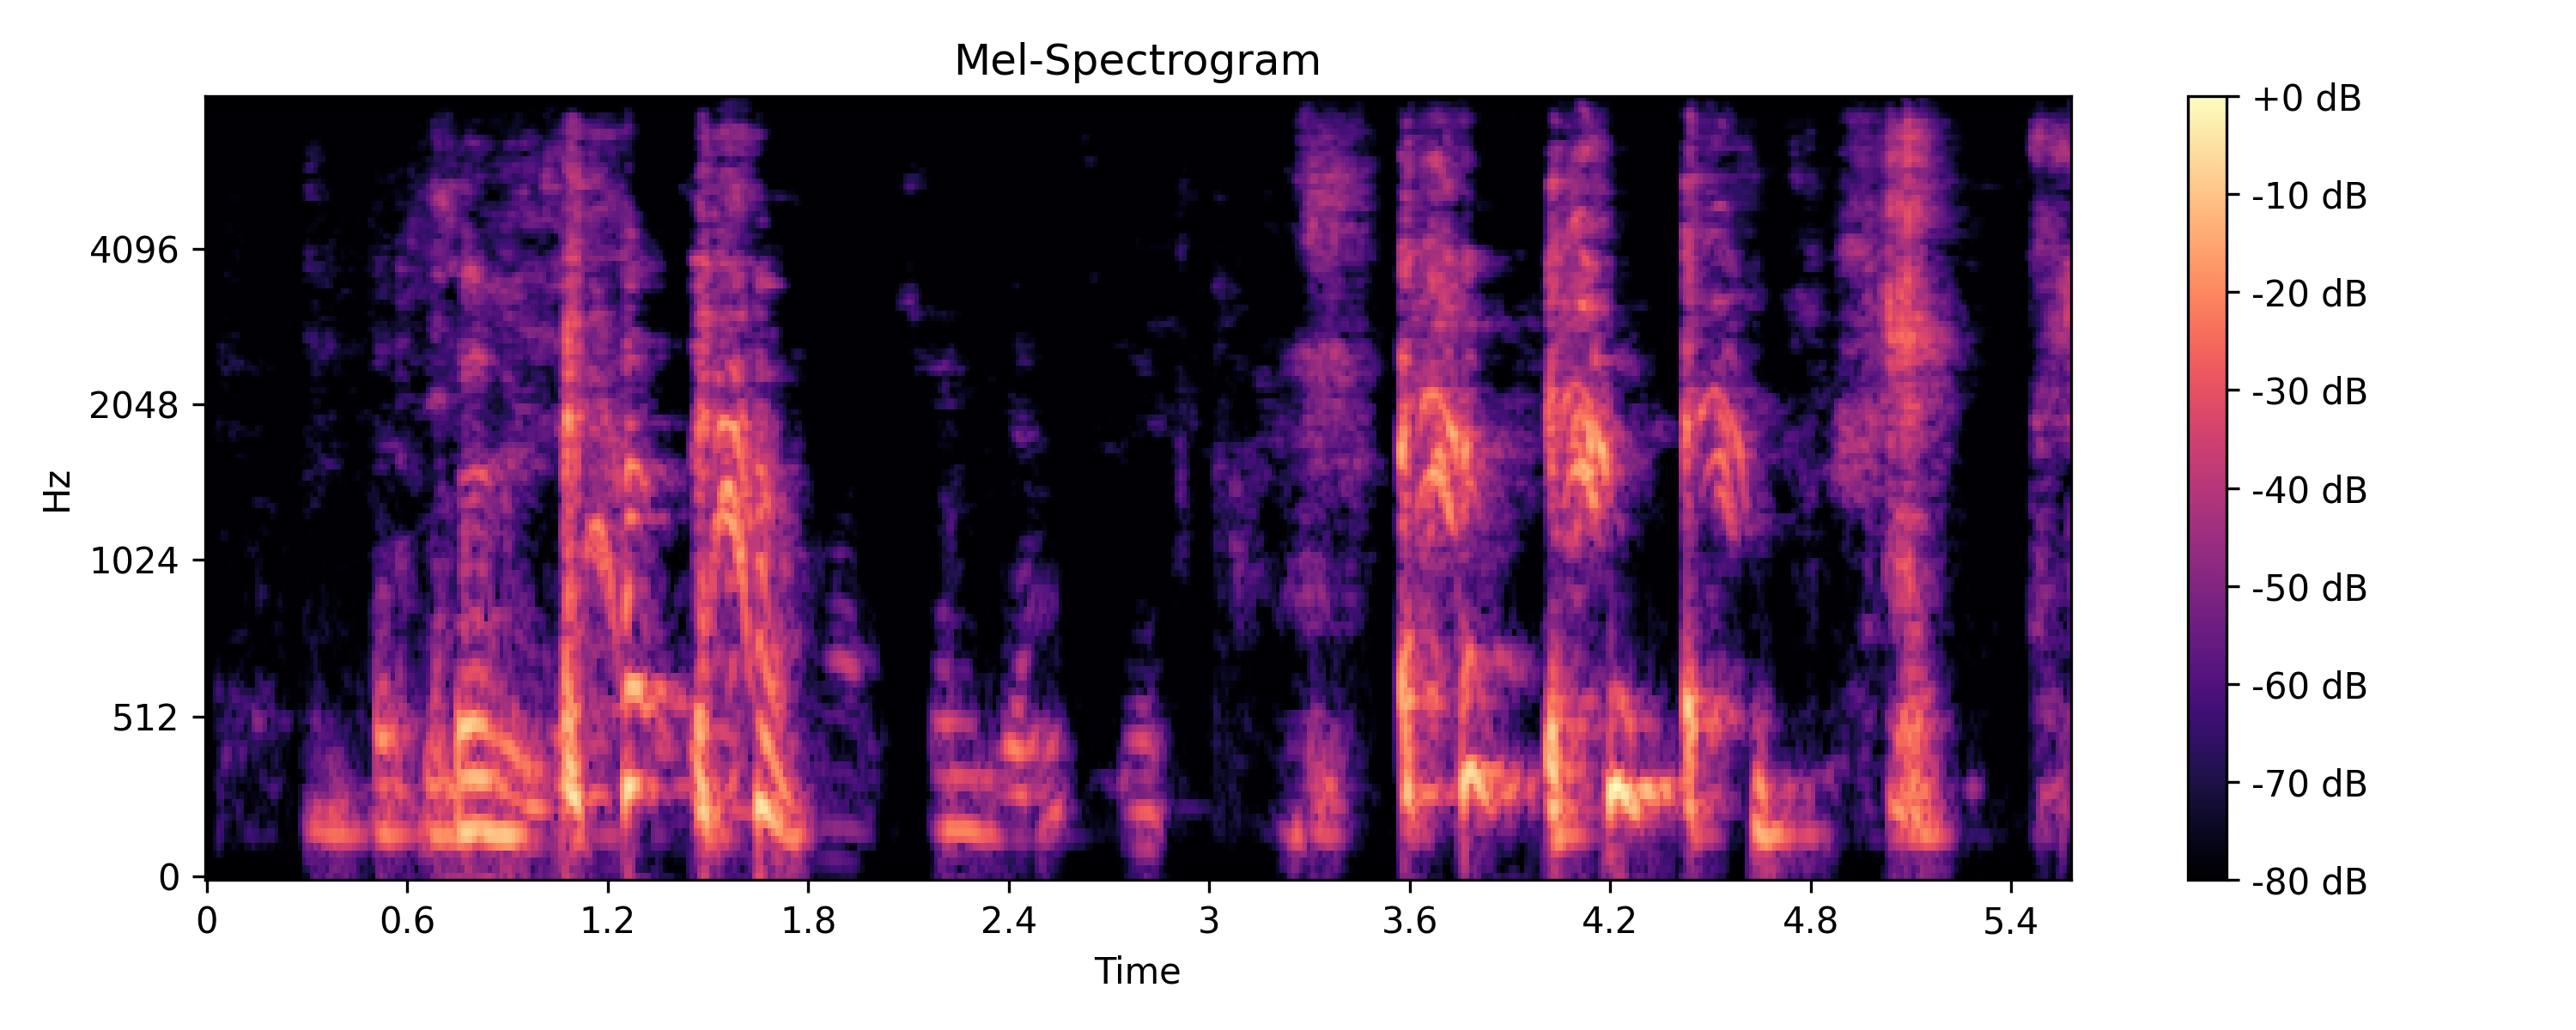 Mel-Spectrogram
+0 dB
-10 dB
4096
-20 dB
2048
-30 dB
Hz
-40 dB
1024
-50 dB
512
-60 dB
-70 dB
0
-80 dB
0 0.6 1.2 1.8 2.4 3 3.6 4.2 4.8 5.4
Time